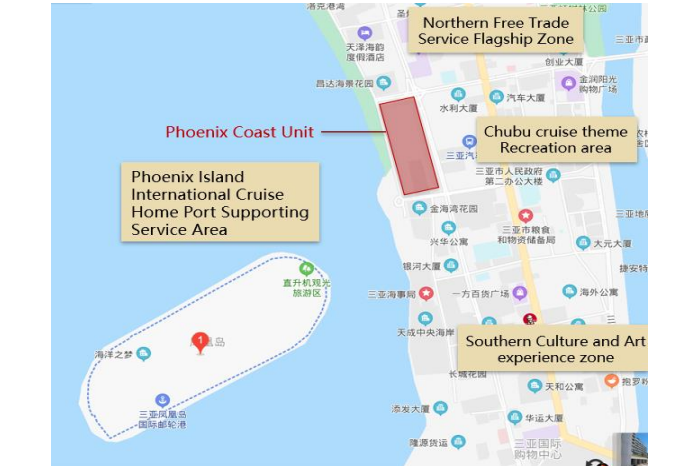 洛克港湾
Northern Free Trade
Service Flagship Zone
天泽海韵
度假酒店
创业大厦
昌达海景花园
金润阳光
购物广场
汽车大厦
水利大厦
Phoenix Coast Unit
Chubu cruise theme
Recreation area
三亚汽
三亚市人民政府
第二办公大楼
Phoenix Island
International Cruise
Home Port Supporting
Service Area
金海湾花园
三亚市粮食
和物资储备局
兴华公寓
大元大厦
银河大厦
捷安特
直升机观光
旅游区
三亚海事局
一方百货广场
海外公寓
天成中央海岸
1
岛
海洋之梦
Southern Culture and Art
experience zone
长城花园
天和公寓
三亚凤凰岛
国际邮轮港
添发大厦
华运大厦
隆源货运
三亚国际
购物中心